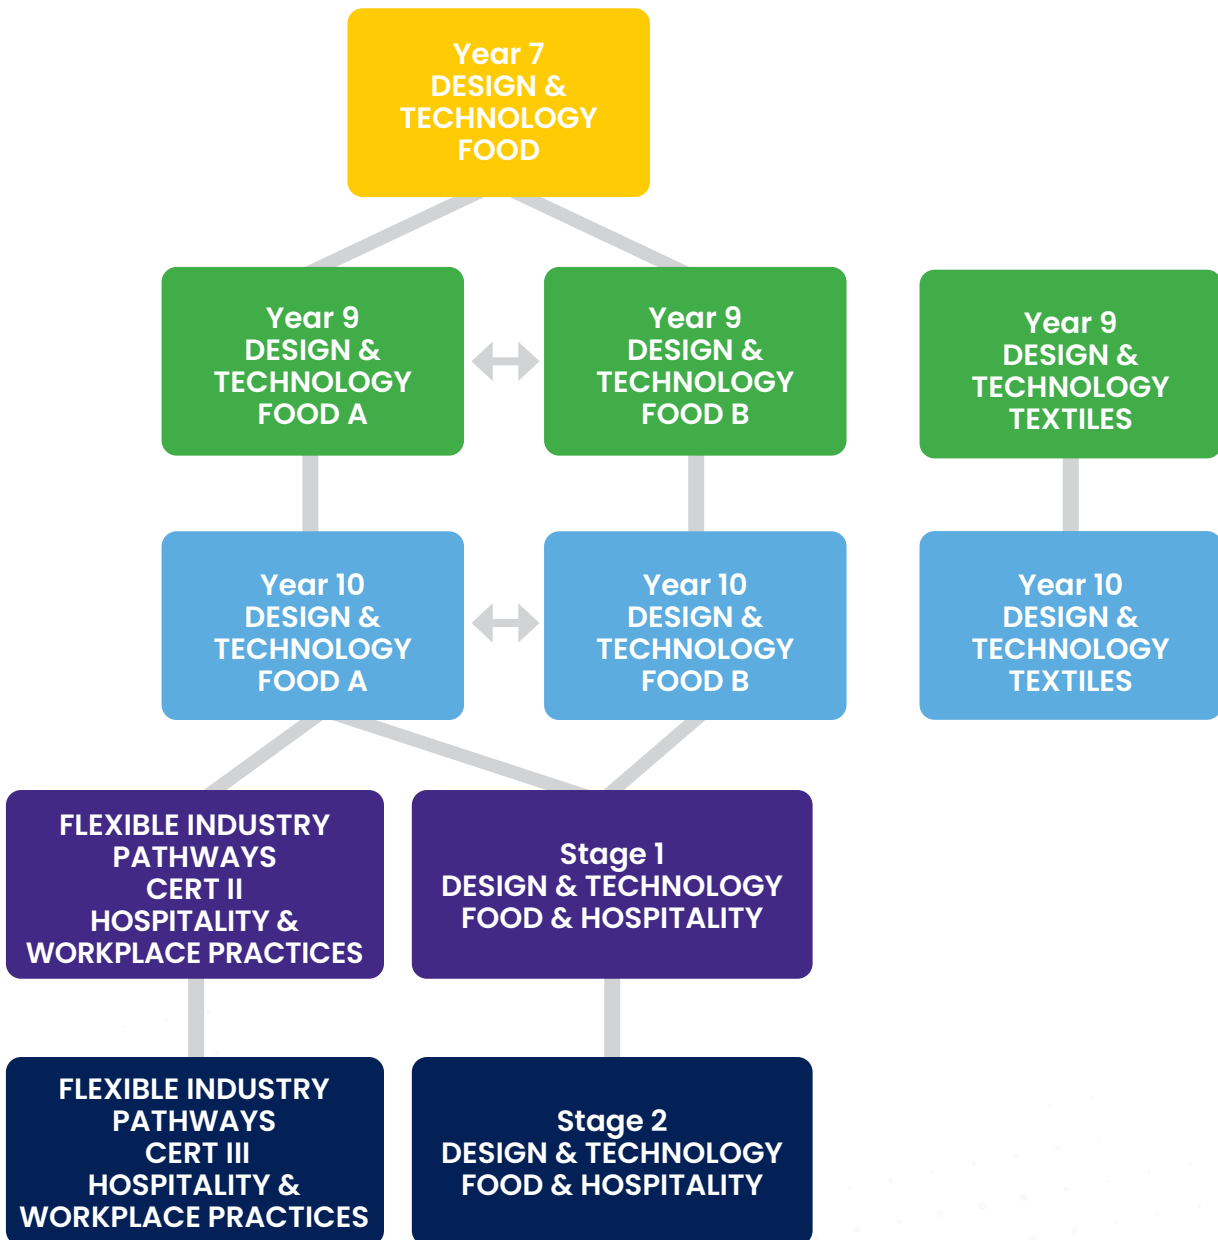 Year 7
DESIGN &
TECHNOLOGY
FOOD
Year 9
DESIGN &
TECHNOLOGY
FOOD A
Year 9
DESIGN &
TECHNOLOGY
FOOD B
Year 9
DESIGN &
TECHNOLOGY
TEXTILES
Year 10
DESIGN &
TECHNOLOGY
FOOD A
Year 10
DESIGN &
TECHNOLOGY
FOOD B
Year 10
DESIGN &
TECHNOLOGY
TEXTILES
FLEXIBLE INDUSTRY
PATHWAYS
CERT II
HOSPITALITY &
WORKPLACE PRACTICES
Stage 1
DESIGN & TECHNOLOGY
FOOD & HOSPITALITY
FLEXIBLE INDUSTRY
PATHWAYS
CERT III
HOSPITALITY &
WORKPLACE PRACTICES
Stage 2
DESIGN & TECHNOLOGY
FOOD & HOSPITALITY